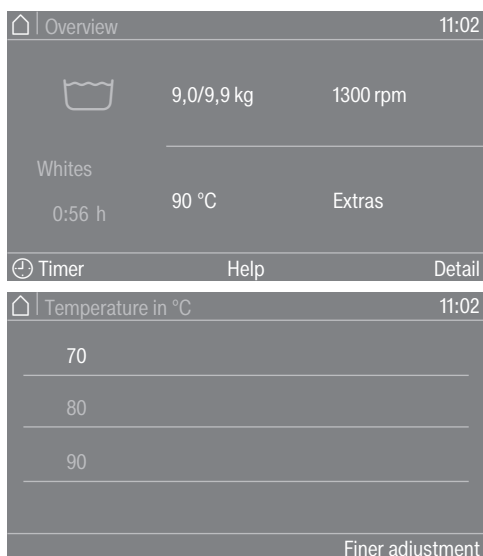 Overview 11:02
9,0/9,9 kg 1300 rpm
Whites
90 °C Extras
0:56 h
Timer Help Detail
Temperature in °C 11:02
70
80
90
Finer adjustment